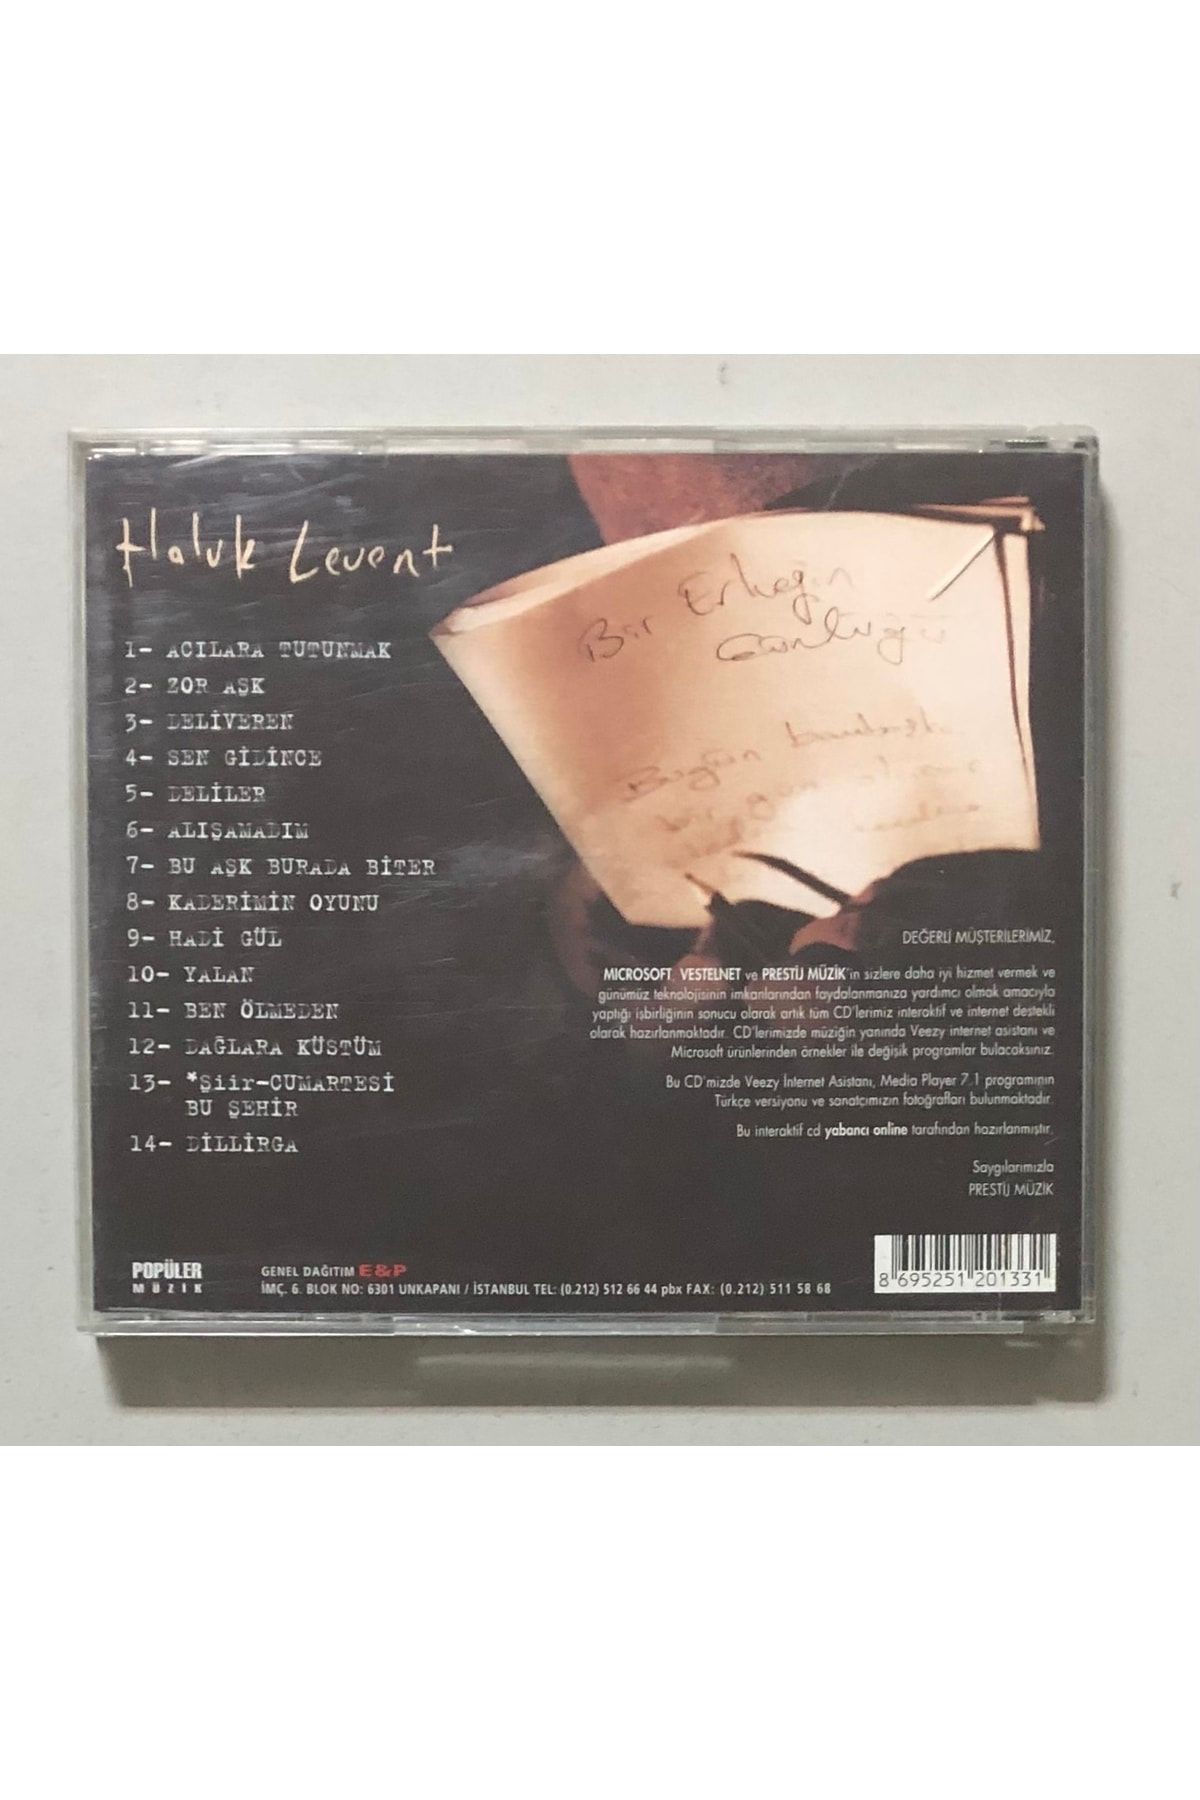 Haluk Levent
Bir Erkeğin
Günlüğü
Bugün
bir gün
1- ACILARA TUTUNMAK
2- ZOR AŞK
3- DELİVEREN
4- SEN GİDİNCE
5- DELİLER
6- ALIŞAMADIM
7- BU AŞK BURADA BİTER
8- KADERİMİN OYUNU
9- HADİ GÜL
10- YALAN
11- BEN ÖLMEDEN
12- DAĞLARA KÜSTÜM
13- *Şiir-CUMARTESİ
BU ŞEHİR
14- DİLLİRGA
DEĞERLİ MÜŞTERİLERİMİZ,
MICROSOFT, VESTELNET ve PRESTİJ MÜZİK'in sizlere daha iyi hizmet vermek ve
günümüz teknolojisinin imkanlarından faydalanmanıza yardımcı olmak amacıyla
yaptığı işbirliğinin sonucu olarak artık tüm CD'lerimiz interaktif ve internet destekli
olarak hazırlanmaktadır. CD'lerimizde müziğin yanında Veezy internet asistanı ve
Microsoft ürünlerinden örnekler ile değişik programlar bulacaksınız.
Bu CD'mizde Veezy İnternet Asistanı, Media Player 7.1 programının
Türkçe versiyonu ve sanatçımızın fotoğrafları bulunmaktadır.
Bu interaktif cd yabancı online tarafından hazırlanmıştır.
Saygılarımızla
PRESTİJ MÜZİK
POPÜLER
MÜZİK
GENEL DAĞITIM E&P
İMÇ. 6. BLOK NO: 6301 UNKAPANI / İSTANBUL TEL: (0.212) 512 66 44 pbx FAX: (0.212) 511 58 68
8 695251 201331